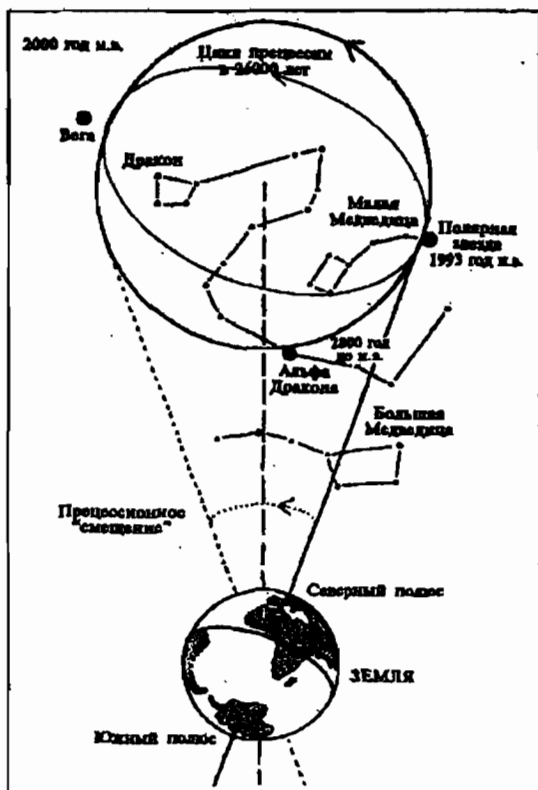 2000 год н.э.
Цикл прецессии
в 26000 лет
Вега
Дракон
Малая
Медведица
Полярная
звезда
1993 год н.э.
2800 год
до н.э.
Альфа
Дракона
Большая
Медведица
Прецессионное
"смещение"
Северный полюс
ЗЕМЛЯ
Южный полюс